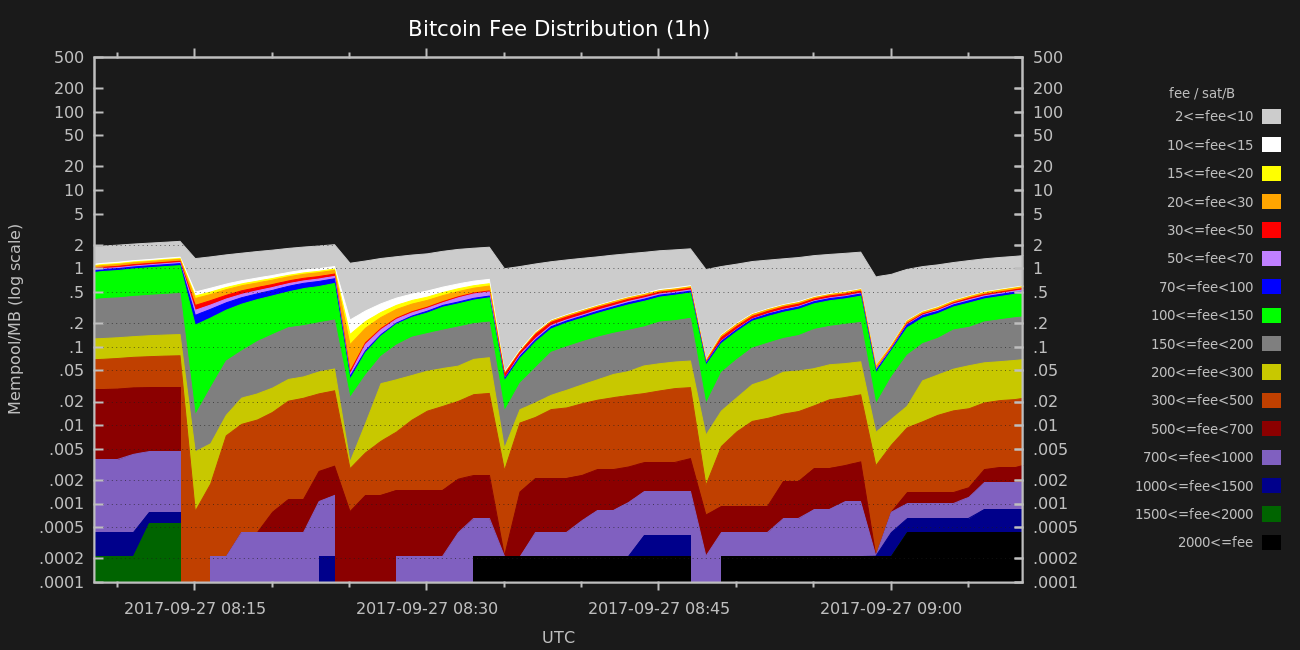 Bitcoin Fee Distribution (1h)
Mempool/MB (log scale)
500
200
100
50
20
10
5
2
1
.5
.2
.1
.05
.02
.01
.005
.002
.001
.0005
.0002
.0001
500
200
100
50
20
10
5
2
1
.5
.2
.1
.05
.02
.01
.005
.002
.001
.0005
.0002
.0001
2017-09-27 08:15
2017-09-27 08:30
2017-09-27 08:45
2017-09-27 09:00
UTC
fee / sat/B
2<=fee<10
10<=fee<15
15<=fee<20
20<=fee<30
30<=fee<50
50<=fee<70
70<=fee<100
100<=fee<150
150<=fee<200
200<=fee<300
300<=fee<500
500<=fee<700
700<=fee<1000
1000<=fee<1500
1500<=fee<2000
2000<=fee